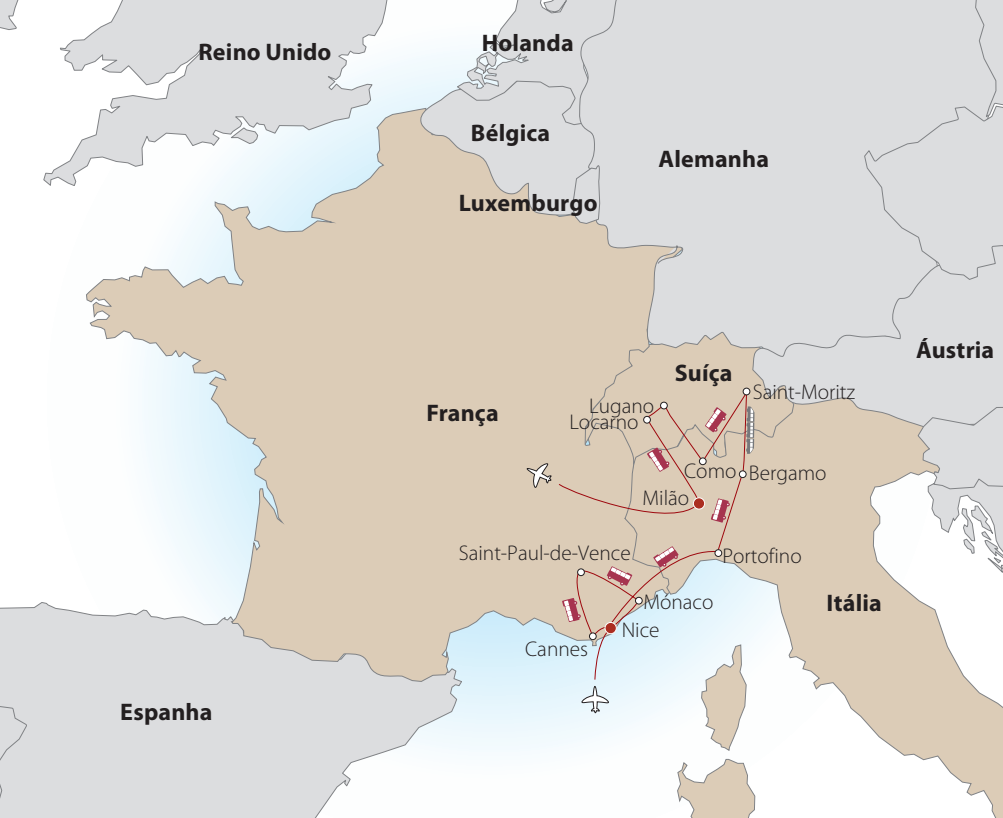 Reino Unido
Holanda
Bélgica
Alemanha
Luxemburgo
Áustria
Suíça
Saint-Moritz
Lugano
Locarno
França
Como
Bergamo
Milão
Saint-Paul-de-Vence
Portofino
Mónaco
Itália
Nice
Cannes
Espanha